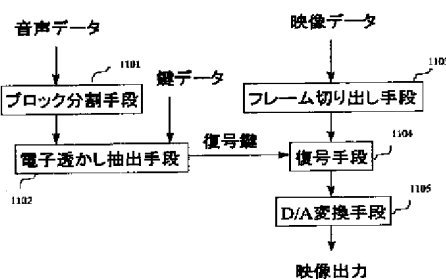 音声データ
1101
ブロック分割手段
鍵データ
電子透かし抽出手段
1102
復号鍵
映像データ
1103
フレーム切り出し手段
1104
復号手段
1105
D/A変換手段
映像出力